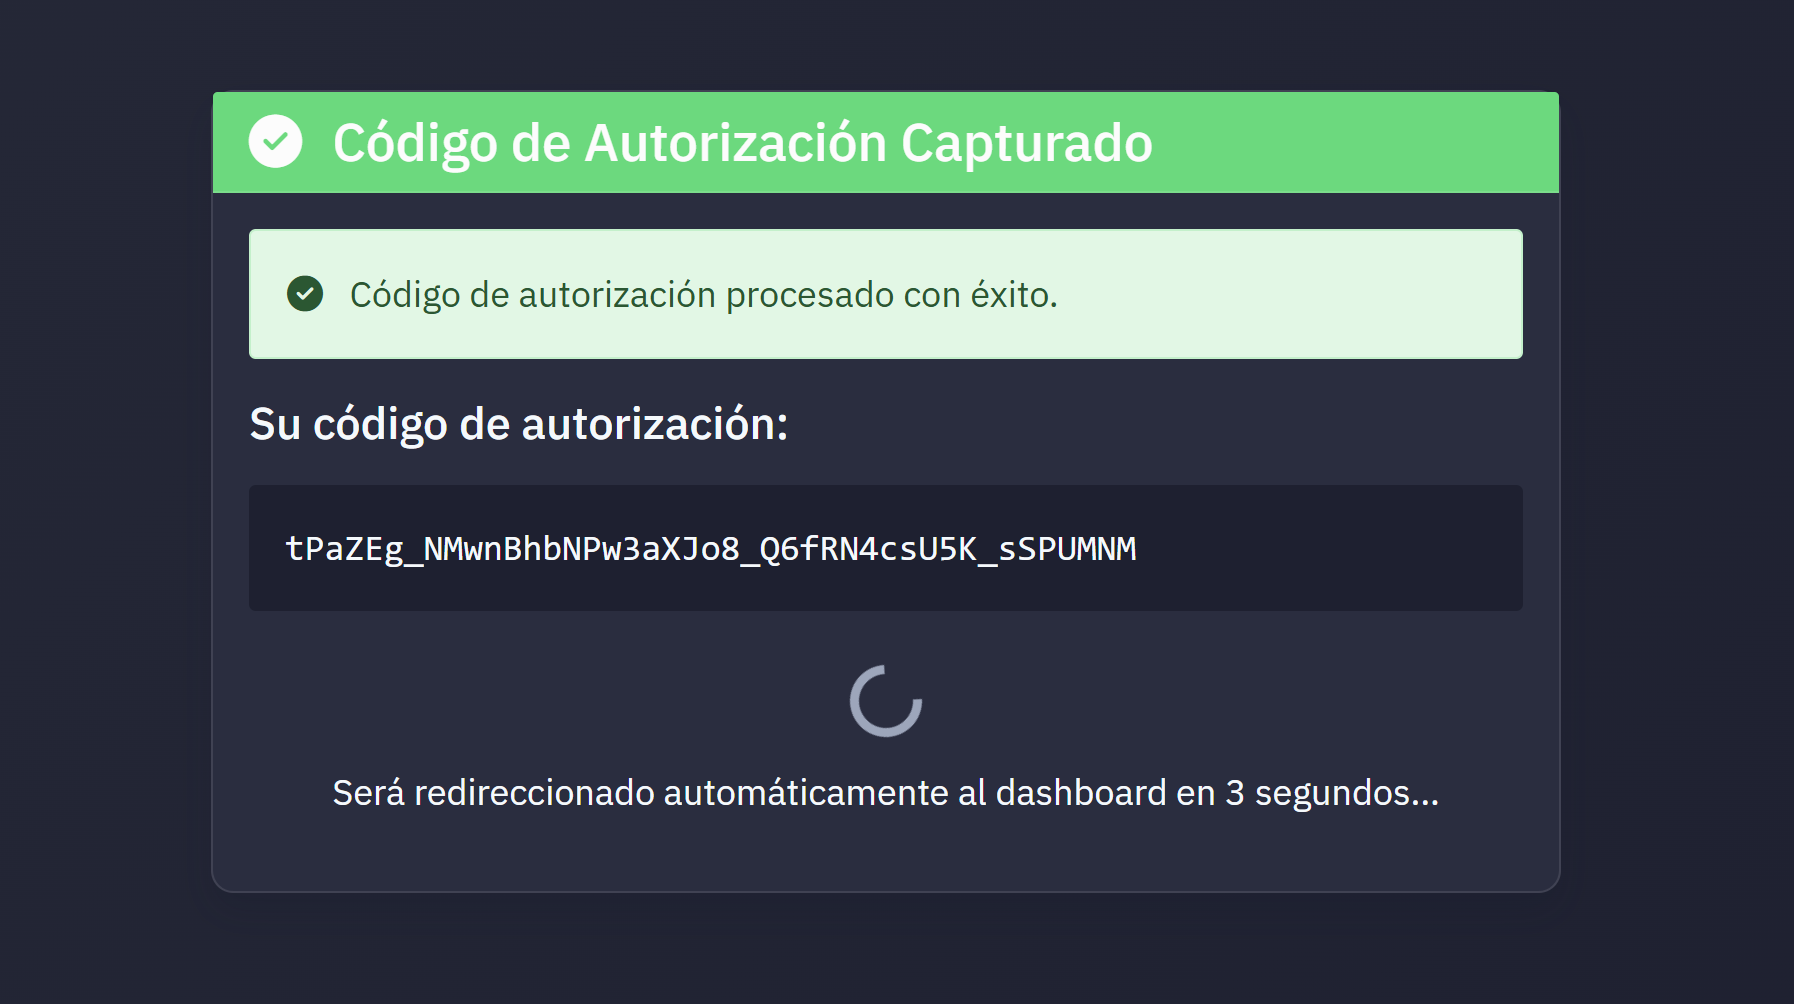 Código de Autorización Capturado
Código de autorización procesado con éxito.
Su código de autorización:
tPaZEg_NMwnBhbNPw3aXJo8_Q6fRN4csU5K_sSPUMNM
Será redireccionado automáticamente al dashboard en 3 segundos...